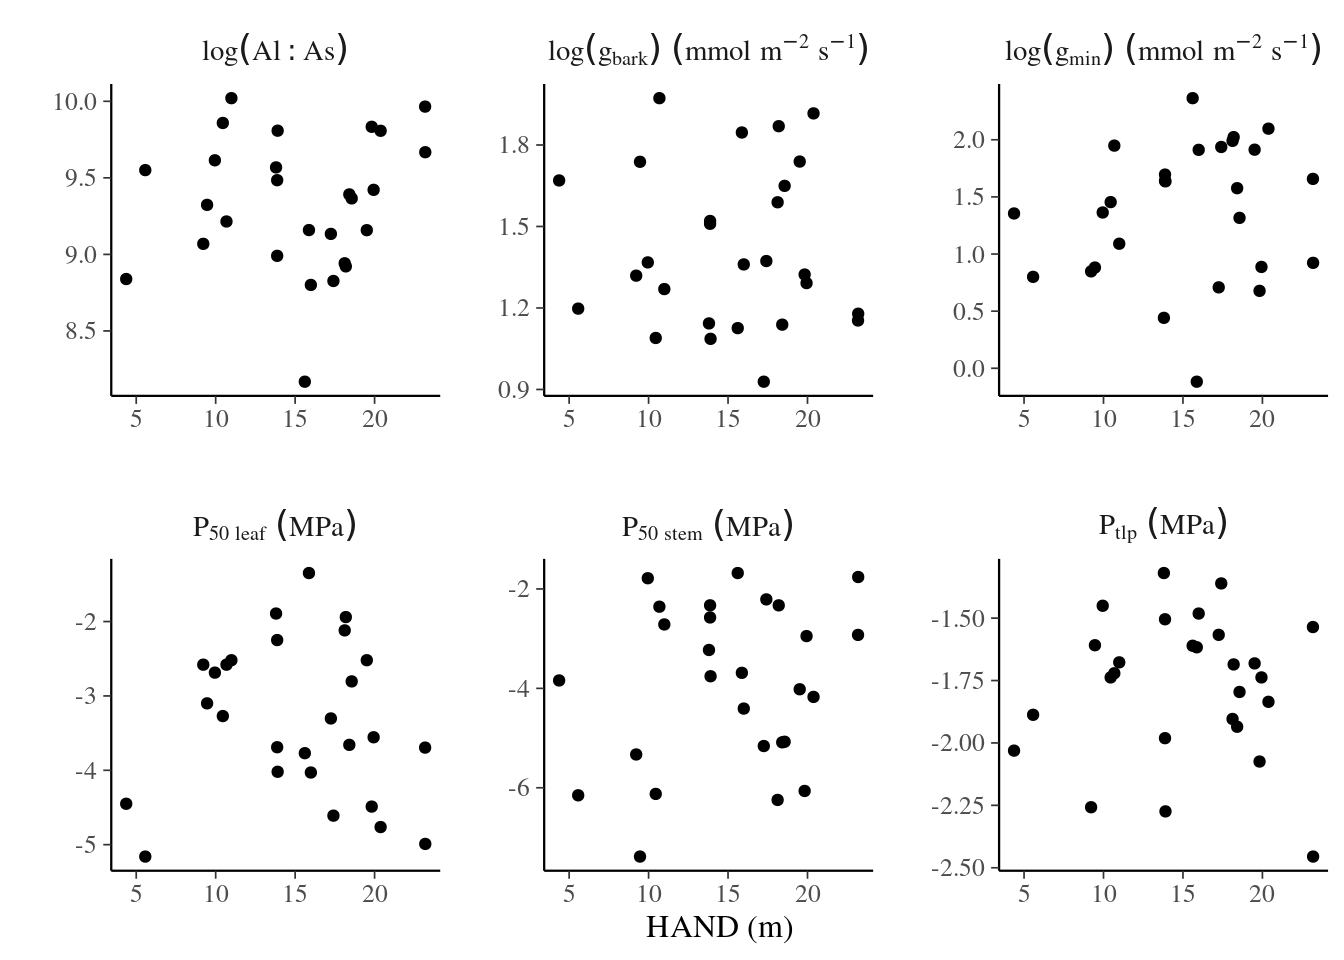 log(Al : As)
log(g_bark) (mmol m⁻² s⁻¹)
log(g_min) (mmol m⁻² s⁻¹)
10.0
9.5
9.0
8.5
5 10 15 20
1.8
1.5
1.2
0.9
5 10 15 20
2.0
1.5
1.0
0.5
0.0
5 10 15 20
P_50 leaf (MPa)
P_50 stem (MPa)
P_tlp (MPa)
-2
-3
-4
-5
5 10 15 20
-2
-4
-6
5 10 15 20
-1.50
-1.75
-2.00
-2.25
-2.50
5 10 15 20
HAND (m)